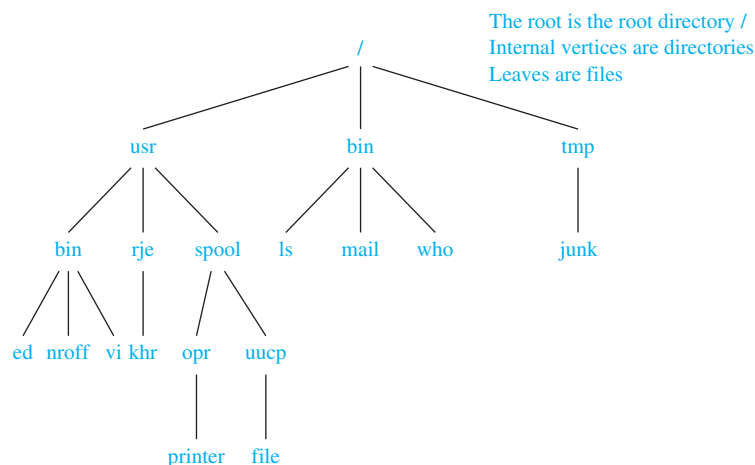 The root is the root directory /
Internal vertices are directories
Leaves are files
/
usr bin tmp
bin rje spool ls mail who junk
ed nroff vi khr opr uucp
printer file